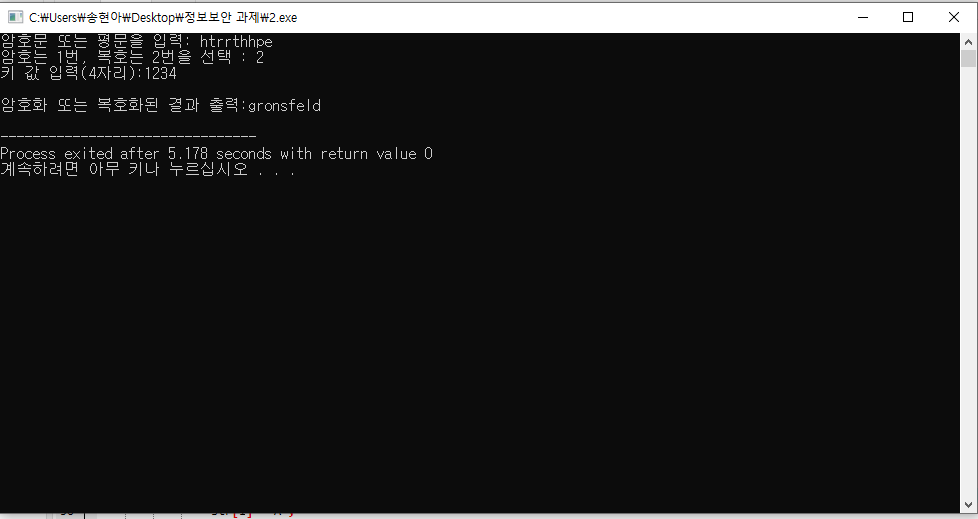 C:\Users\송현아\Desktop\정보보안 과제\2.exe
암호문 또는 평문을 입력: htrrthhpe
암호는 1번, 복호는 2번을 선택 : 2
키 값 입력(4자리):1234
암호화 또는 복호화된 결과 출력:gronsfeld
--------------------------------
Process exited after 5.178 seconds with return value 0
계속하려면 아무 키나 누르십시오 . . .